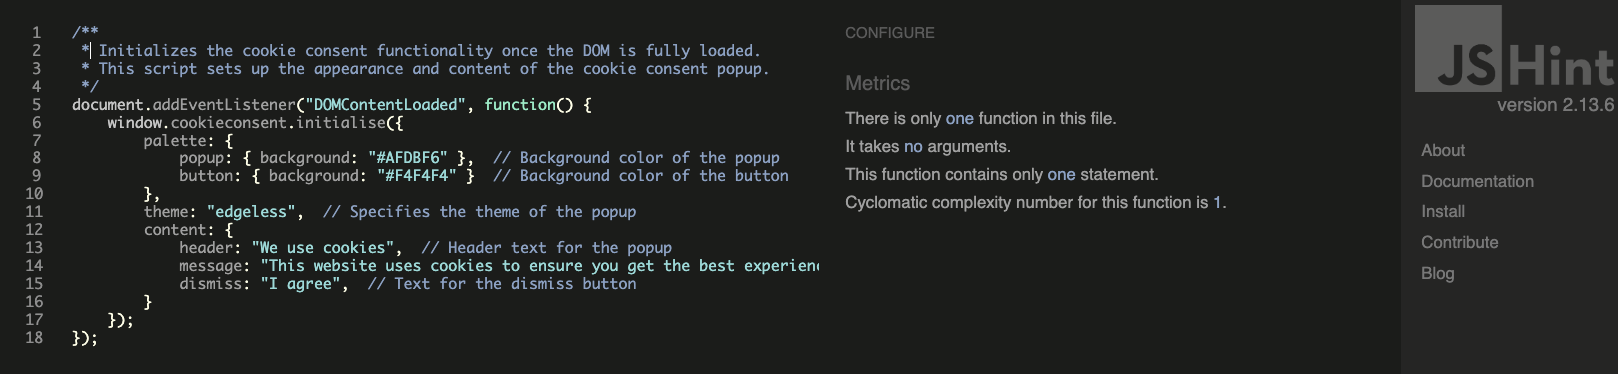 1 /**
2 * Initializes the cookie consent functionality once the DOM is fully loaded.
3 * This script sets up the appearance and content of the cookie consent popup.
4 */
5 document.addEventListener("DOMContentLoaded", function() {
6 window.cookieconsent.initialise({
7 palette: {
8 popup: { background: "#AFDBF6" }, // Background color of the popup
9 button: { background: "#F4F4F4" } // Background color of the button
10 },
11 theme: "edgeless", // Specifies the theme of the popup
12 content: {
13 header: "We use cookies", // Header text for the popup
14 message: "This website uses cookies to ensure you get the best
15 dismiss: "I agree", // Text for the dismiss button
16 }
17 });
18 });
CONFIGURE
Metrics
There is only one function in this file.
It takes no arguments.
This function contains only one statement.
Cyclomatic complexity number for this function is 1.
JSHint
version 2.13.6
About
Documentation
Install
Contribute
Blog